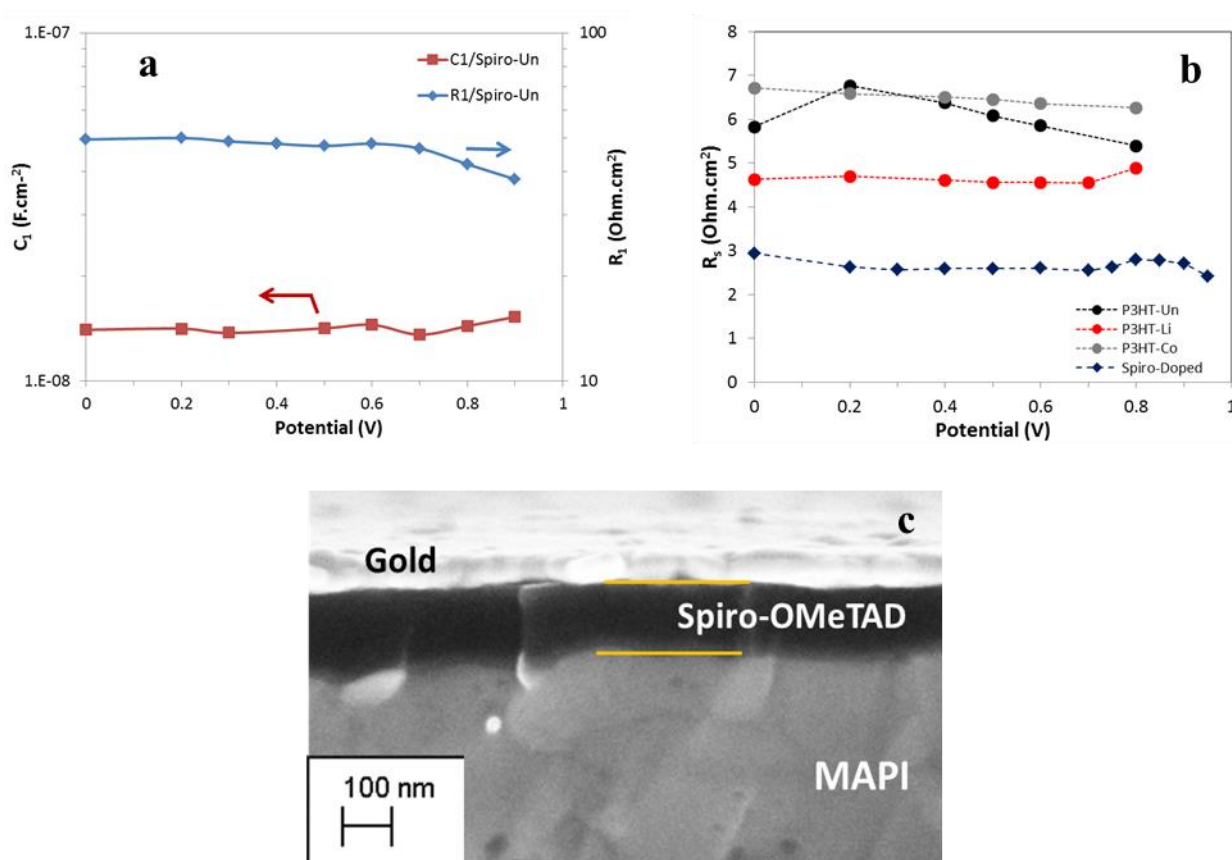 a
1.E-07
1.E-08
C₁ (F.cm⁻²)
100
10
R₁ (Ohm.cm²)
C1/Spiro-Un
R1/Spiro-Un
0 0.2 0.4 0.6 0.8 1
Potential (V)
b
8
7
6
5
4
3
2
1
0
Rₛ (Ohm.cm²)
P3HT-Un
P3HT-Li
P3HT-Co
Spiro-Doped
0 0.2 0.4 0.6 0.8 1
Potential (V)
c
Gold
Spiro-OMeTAD
MAPI
100 nm